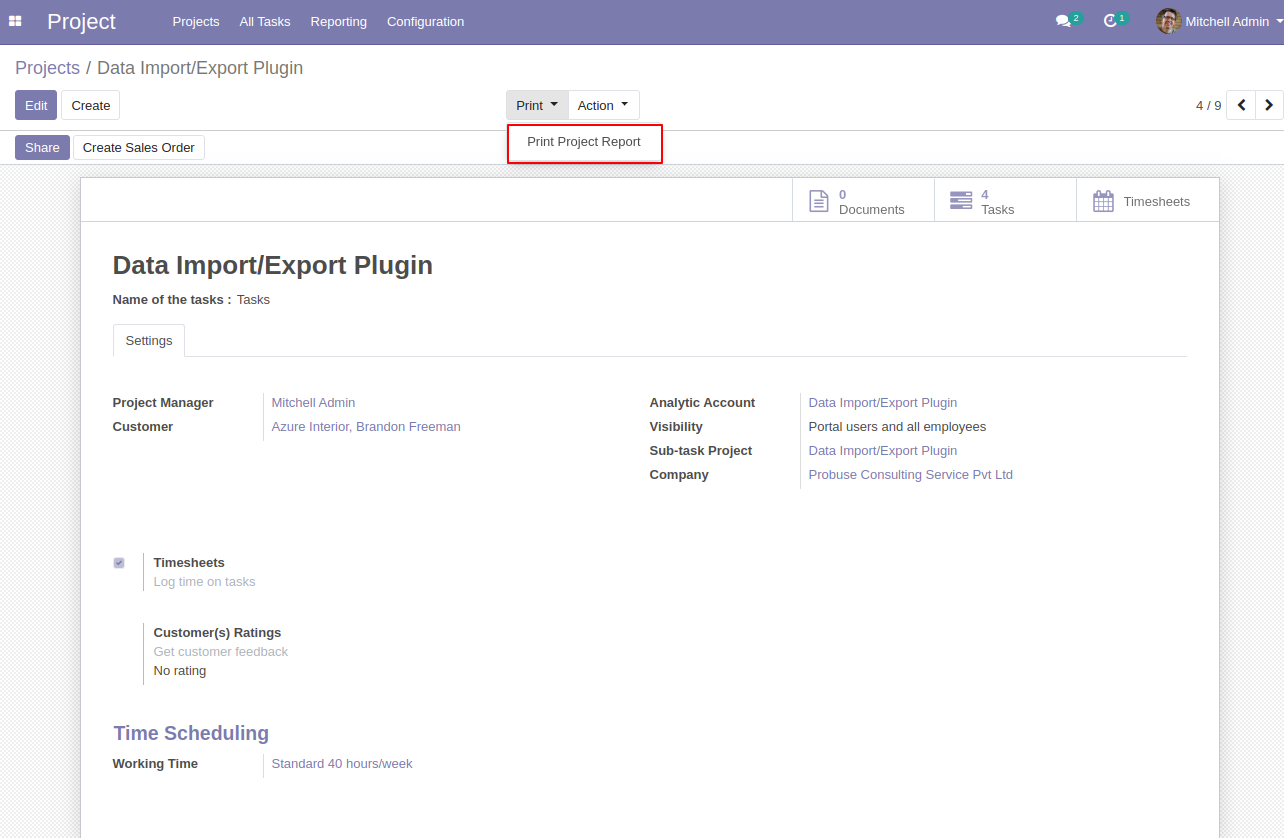 Project Projects All Tasks Reporting Configuration 2 1 Mitchell Admin
Projects / Data Import/Export Plugin
Edit Create Print Action 4 / 9
Share Create Sales Order Print Project Report
0 Documents 4 Tasks Timesheets
Data Import/Export Plugin
Name of the tasks : Tasks
Settings
Project Manager Mitchell Admin Analytic Account Data Import/Export Plugin
Customer Azure Interior, Brandon Freeman Visibility Portal users and all employees
Sub-task Project Data Import/Export Plugin
Company Probuse Consulting Service Pvt Ltd
Timesheets
Log time on tasks
Customer(s) Ratings
Get customer feedback
No rating
Time Scheduling
Working Time Standard 40 hours/week